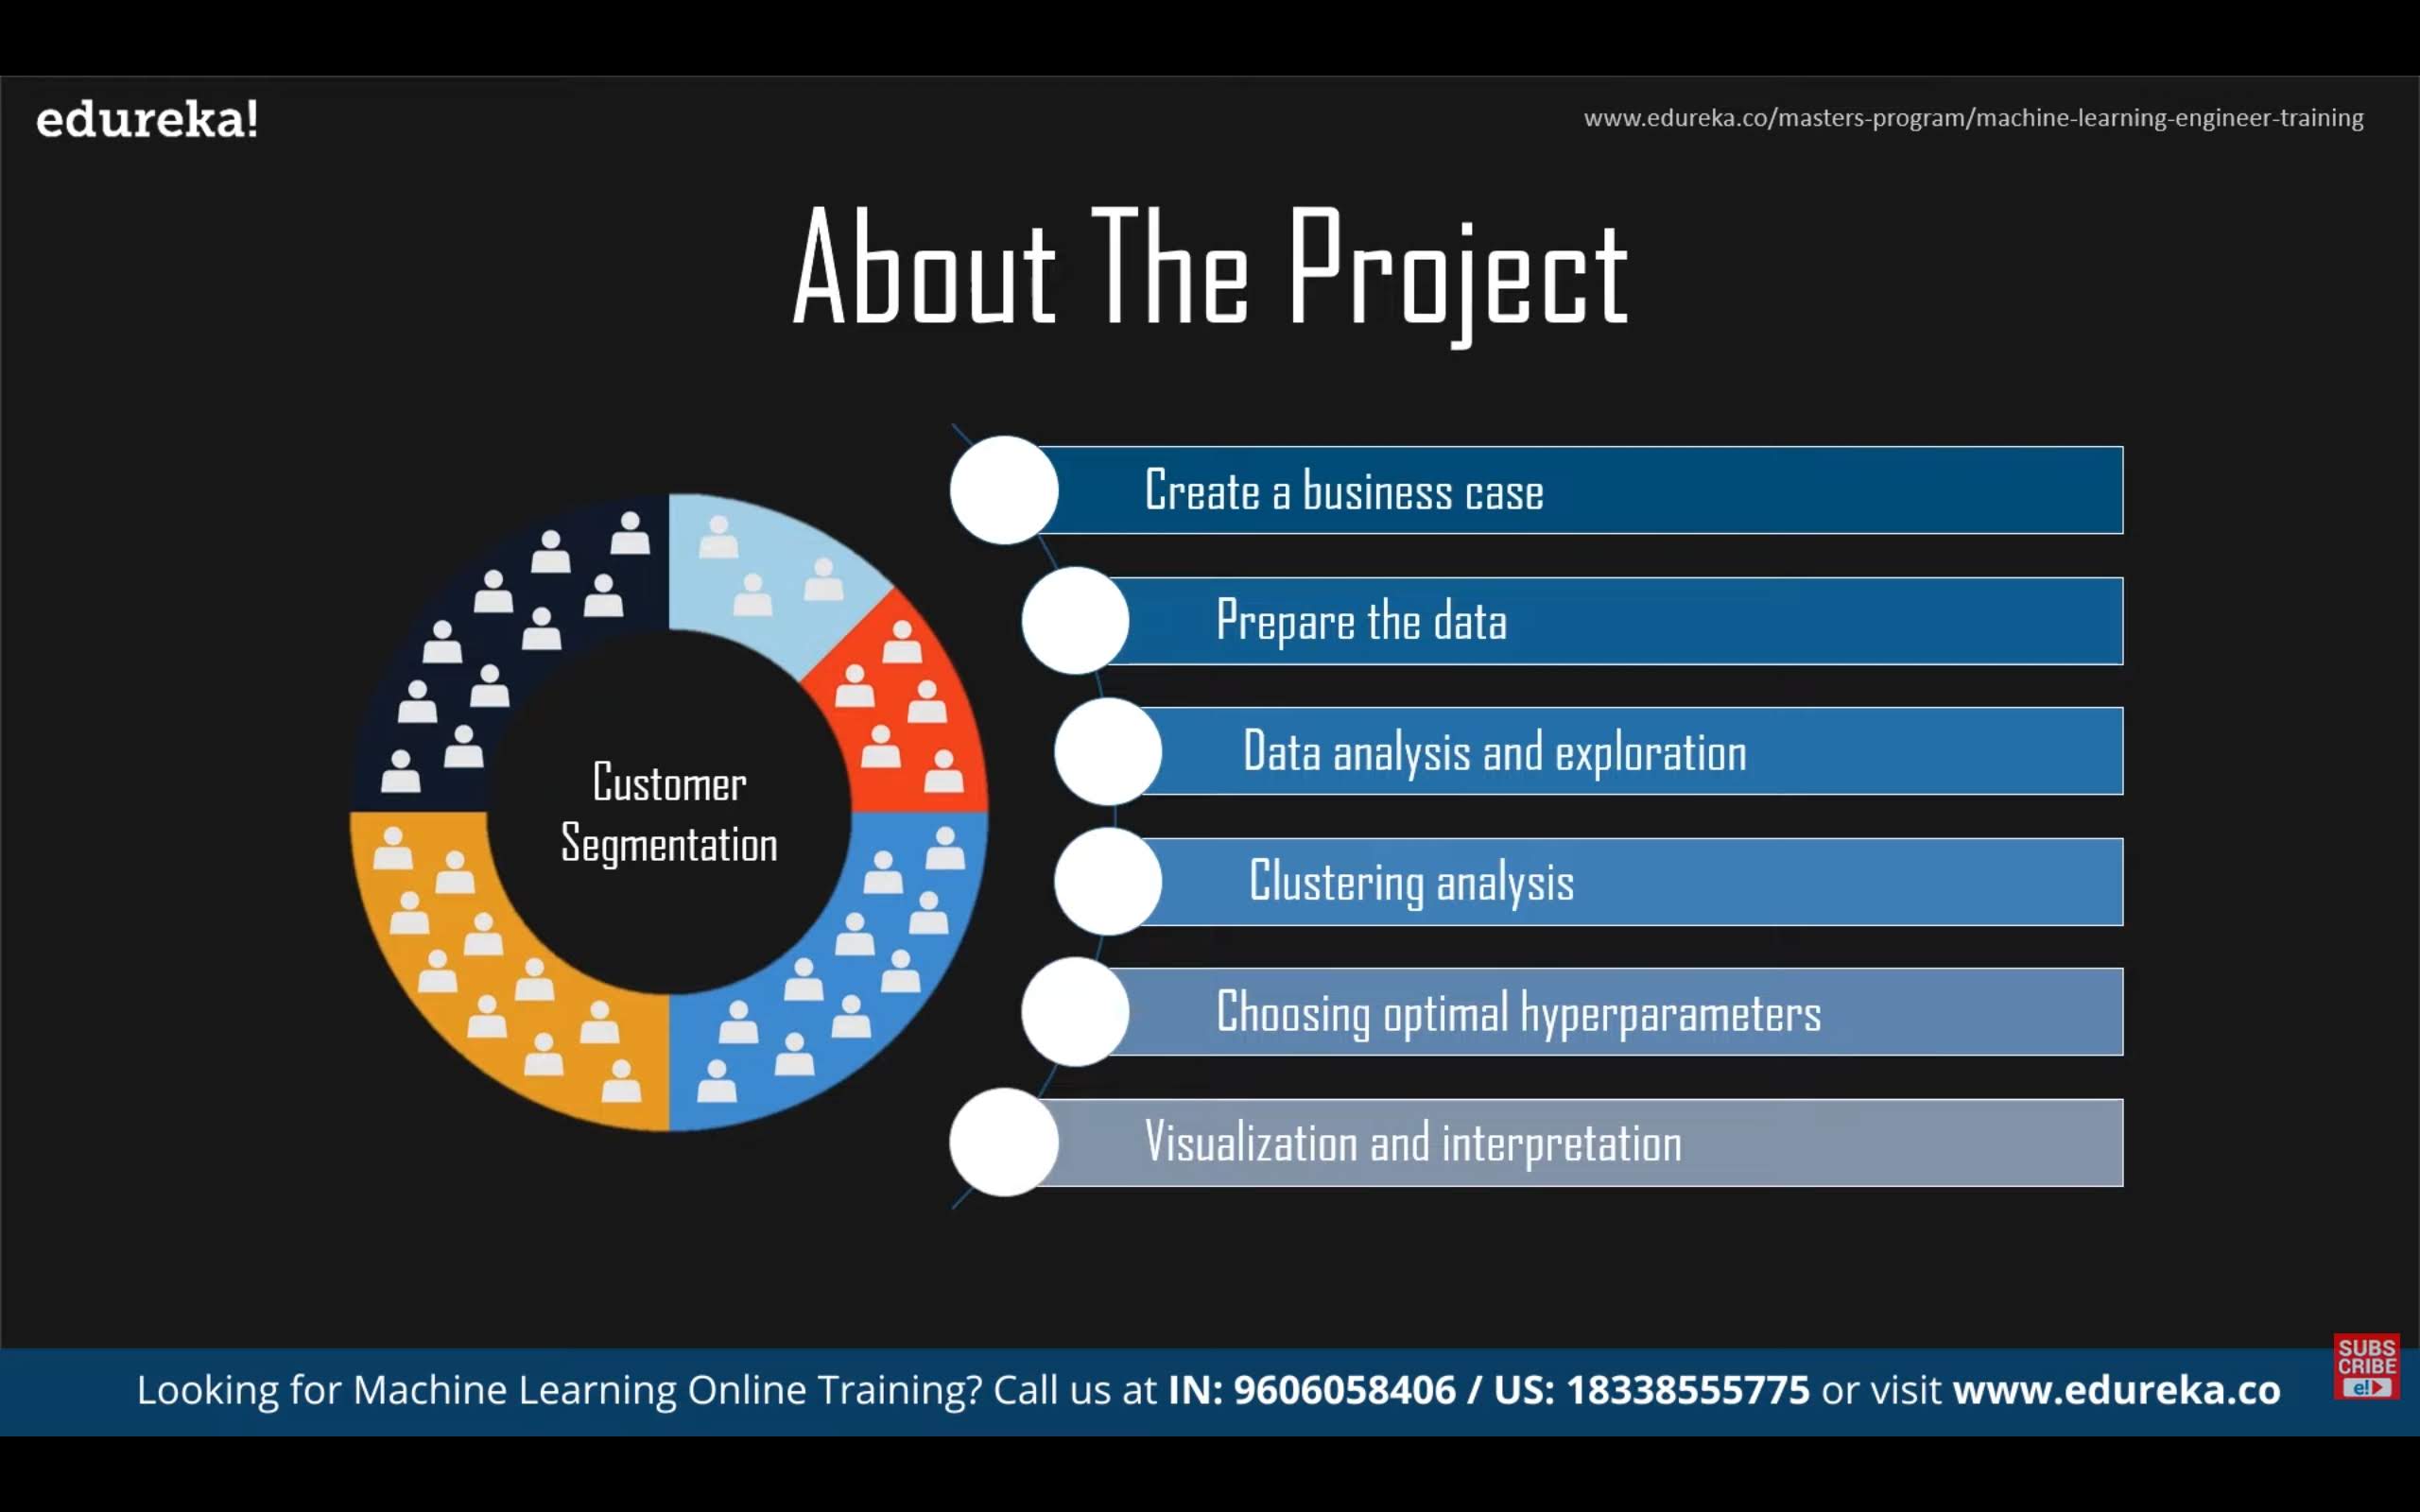 edureka!
www.edureka.co/masters-program/machine-learning-engineer-training
About The Project
Customer
Segmentation
Create a business case
Prepare the data
Data analysis and exploration
Clustering analysis
Choosing optimal hyperparameters
Visualization and interpretation
SUBS
CRIBE
e!
Looking for Machine Learning Online Training? Call us at IN: 9606058406 / US: 18338555775 or visit www.edureka.co